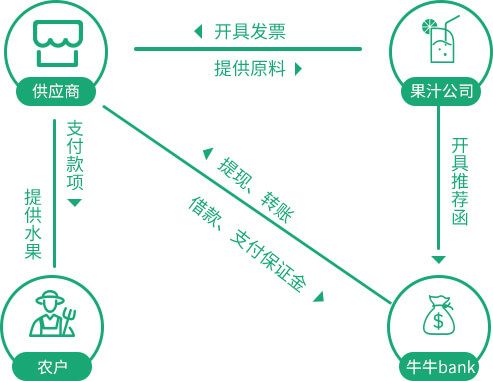 开具发票
提供原料
供应商
果汁公司
支付款项
提供水果
提现、转账
借款、支付保证金
开具推荐函
农户
$
牛牛bank